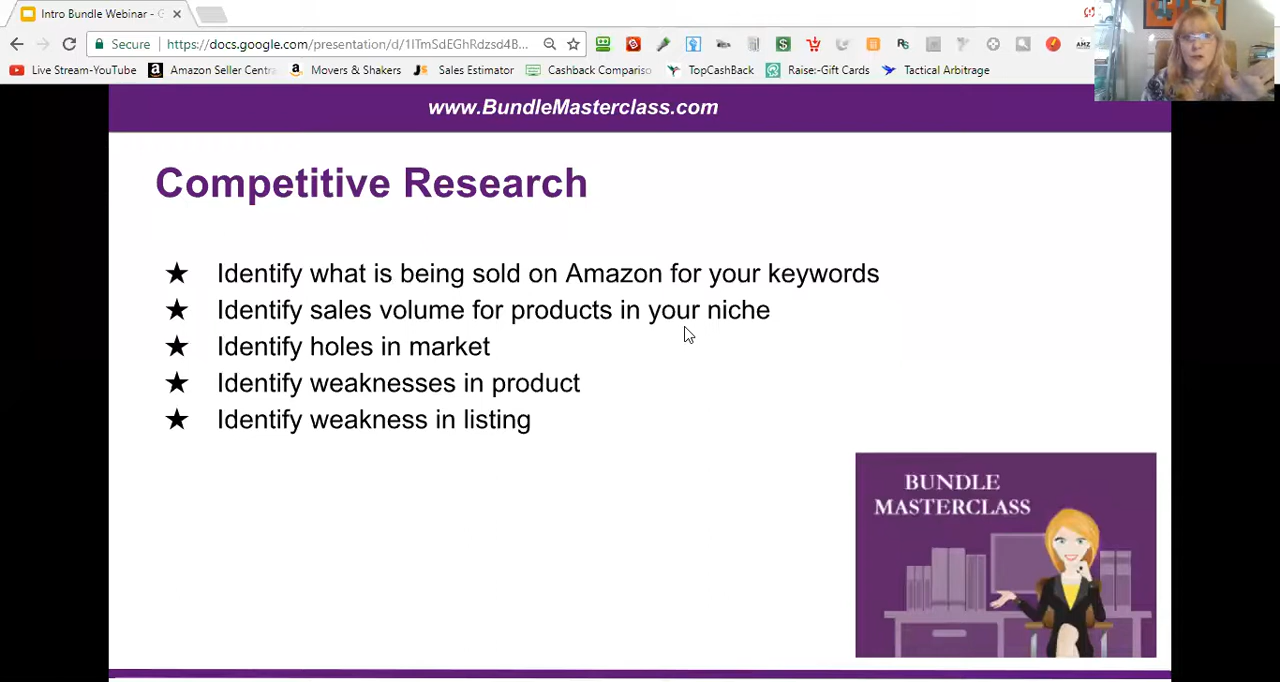 Intro Bundle Webinar - G
Secure
https://docs.google.com/presentation/d/1ITmSdEGhRdzsd4B...
Live Stream-YouTube
Amazon Seller Centra
Movers & Shakers
Sales Estimator
Cashback Compariso
TopCashBack
Raise:-Gift Cards
Tactical Arbitrage
AMZ
www.BundleMasterclass.com
Competitive Research
★ Identify what is being sold on Amazon for your keywords
★ Identify sales volume for products in your niche
★ Identify holes in market
★ Identify weaknesses in product
★ Identify weakness in listing
BUNDLE
MASTERCLASS